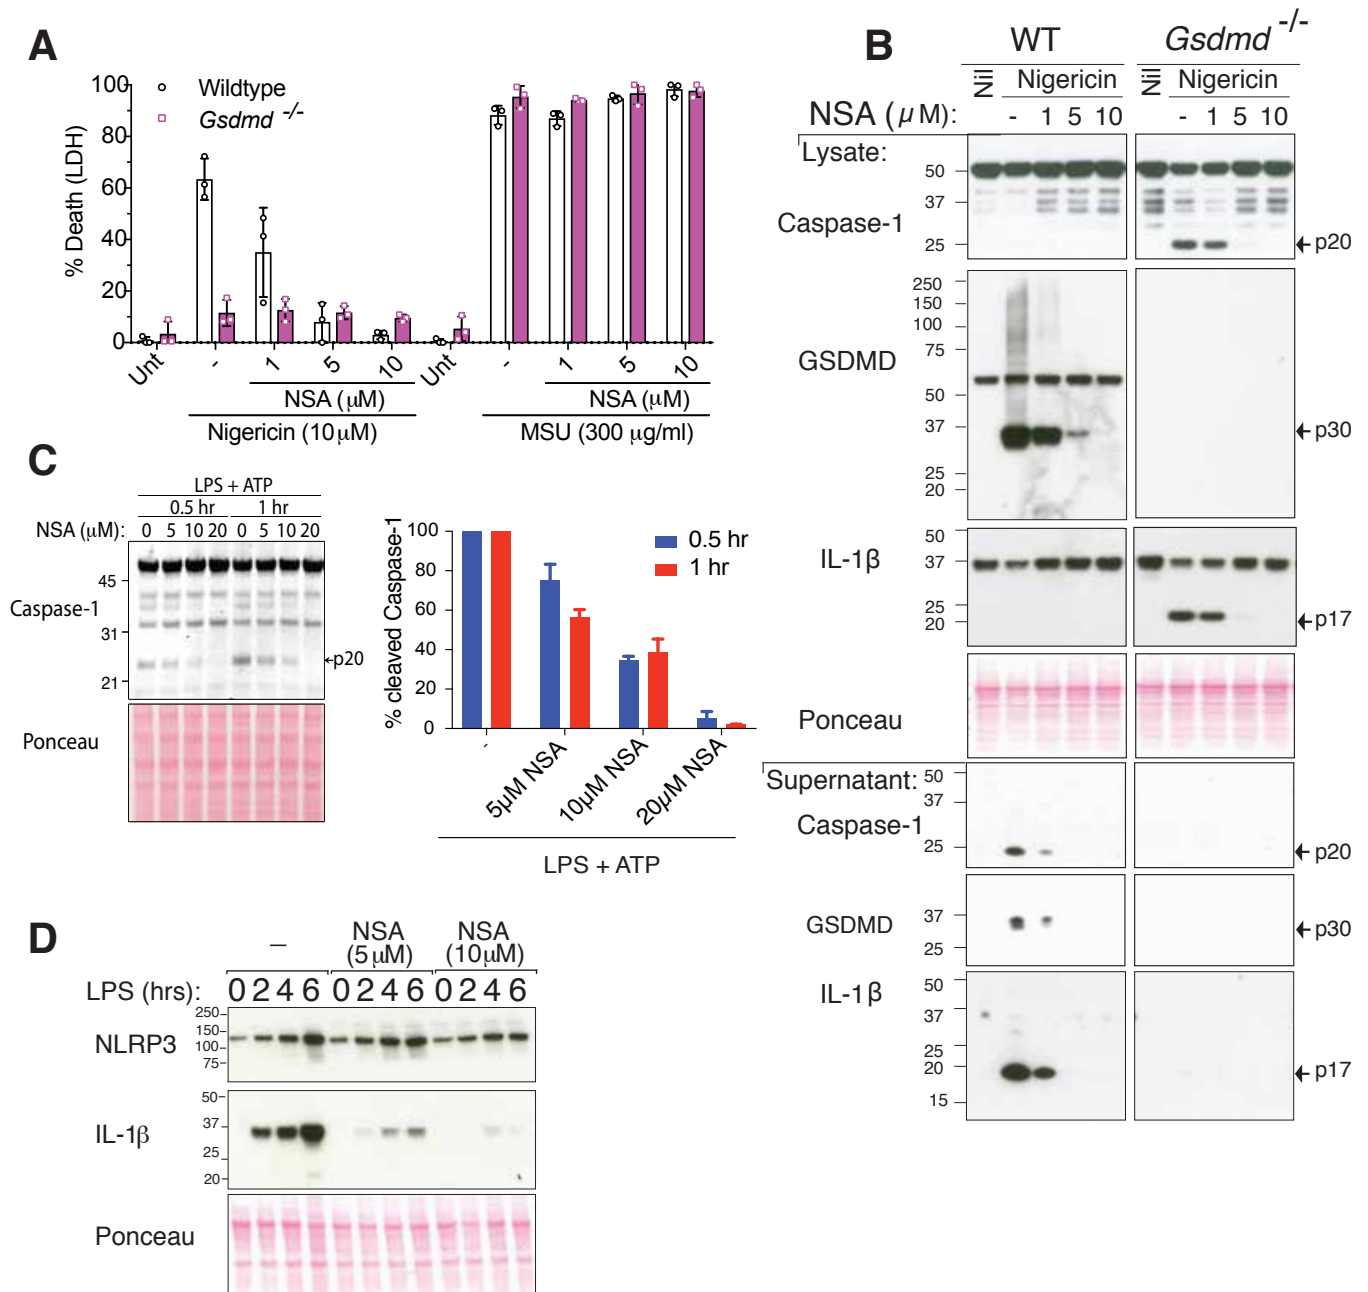 A
Wildtype
Gsdmd -/-
% Death (LDH)
100
80
60
40
20
0
Unt - 1 5 10 Unt - 1 5 10
NSA (μM) NSA (μM)
Nigericin (10μM) MSU (300 μg/ml)
B
WT Gsdmd -/-
Nil Nigericin Nil Nigericin
NSA (μM): - 1 5 10 - 1 5 10
Lysate:
Caspase-1
50
37
25
p20
GSDMD
250
150
100
75
50
37
25
20
p30
IL-1β
50
37
25
20
p17
Ponceau
Supernatant:
Caspase-1
50
37
25
p20
GSDMD
37
25
p30
IL-1β
50
37
25
20
15
p17
C
LPS + ATP
0.5 hr 1 hr
NSA (μM): 0 5 10 20 0 5 10 20
Caspase-1
45
31
21
p20
Ponceau
% cleaved Caspase-1
100
80
60
40
20
0
0.5 hr
1 hr
- 5μM NSA 10μM NSA 20μM NSA
LPS + ATP
D
– NSA (5μM) NSA (10μM)
LPS (hrs): 0 2 4 6 0 2 4 6 0 2 4 6
NLRP3
250
150
100
75
IL-1β
50
37
25
20
Ponceau